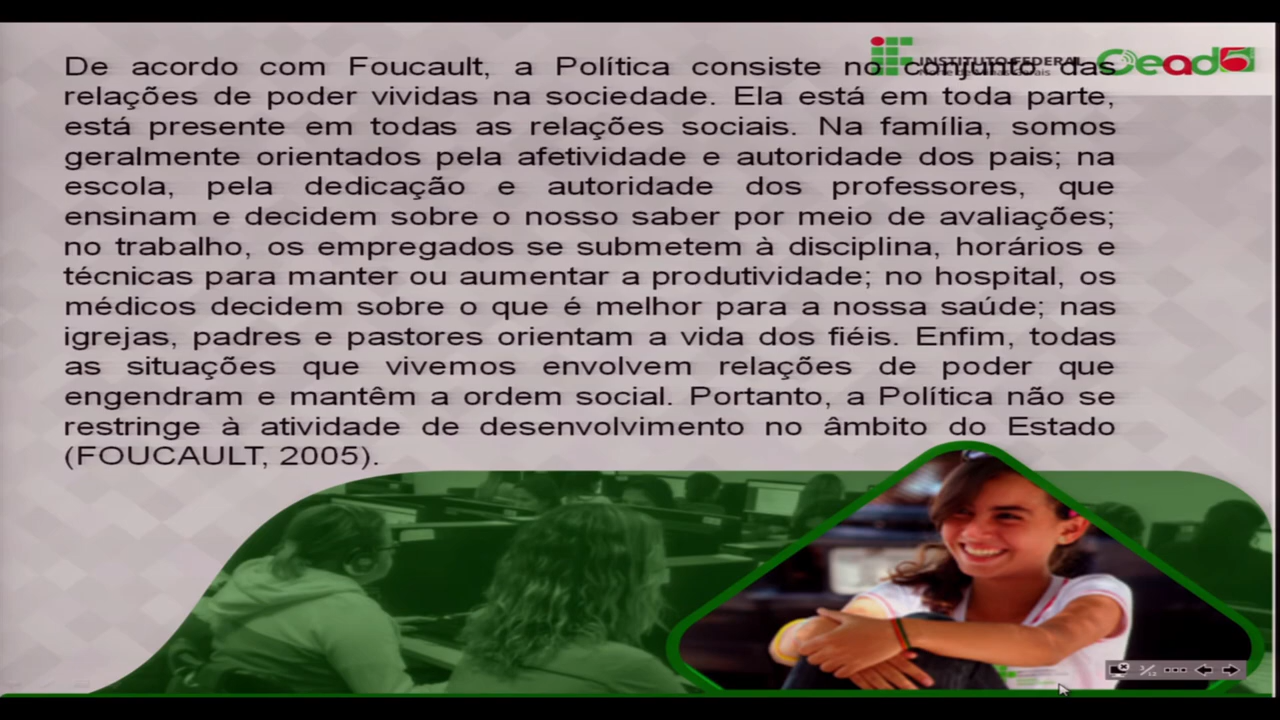 De acordo com Foucault, a Política consiste no conjunto das
relações de poder vividas na sociedade. Ela está em toda parte,
está presente em todas as relações sociais. Na família, somos
geralmente orientados pela afetividade e autoridade dos pais; na
escola, pela dedicação e autoridade dos professores, que
ensinam e decidem sobre o nosso saber por meio de avaliações;
no trabalho, os empregados se submetem à disciplina, horários e
técnicas para manter ou aumentar a produtividade; no hospital, os
médicos decidem sobre o que é melhor para a nossa saúde; nas
igrejas, padres e pastores orientam a vida dos fiéis. Enfim, todas
as situações que vivemos envolvem relações de poder que
engendram e mantêm a ordem social. Portanto, a Política não se
restringe à atividade de desenvolvimento no âmbito do Estado
(FOUCAULT, 2005).
INSTITUTO FEDERAL
Cead 5